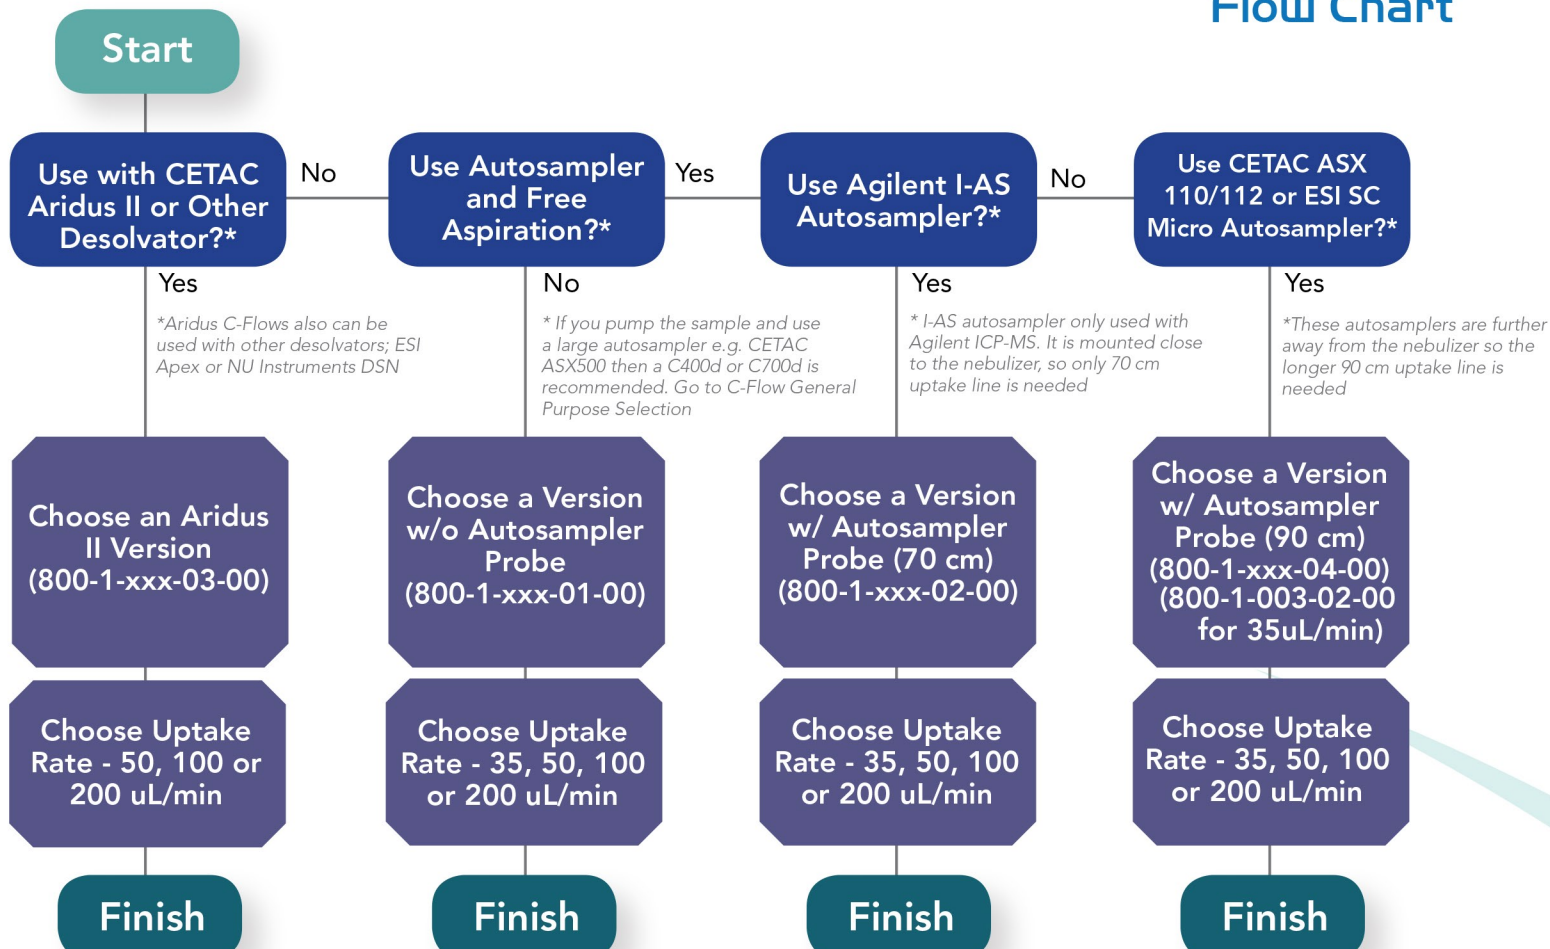 Flow Chart
Start
Use with CETAC
Aridus II or Other
Desolvator?*
No
Use Autosampler
and Free
Aspiration?*
Yes
Use Agilent I-AS
Autosampler?*
No
Use CETAC ASX
110/112 or ESI SC
Micro Autosampler?*
Yes
*Aridus C-Flows also can be
used with other desolvators; ESI
Apex or NU Instruments DSN
No
* If you pump the sample and use
a large autosampler e.g. CETAC
ASX500 then a C400d or C700d is
recommended. Go to C-Flow General
Purpose Selection
Yes
* I-AS autosampler only used with
Agilent ICP-MS. It is mounted close
to the nebulizer, so only 70 cm
uptake line is needed
Yes
*These autosamplers are further
away from the nebulizer so the
longer 90 cm uptake line is
needed
Choose an Aridus
II Version
(800-1-xxx-03-00)
Choose a Version
w/o Autosampler
Probe
(800-1-xxx-01-00)
Choose a Version
w/ Autosampler
Probe (70 cm)
(800-1-xxx-02-00)
Choose a Version
w/ Autosampler
Probe (90 cm)
(800-1-xxx-04-00)
(800-1-003-02-00
for 35uL/min)
Choose Uptake
Rate - 50, 100 or
200 uL/min
Choose Uptake
Rate - 35, 50, 100
or 200 uL/min
Choose Uptake
Rate - 35, 50, 100
or 200 uL/min
Choose Uptake
Rate - 35, 50, 100
or 200 uL/min
Finish
Finish
Finish
Finish